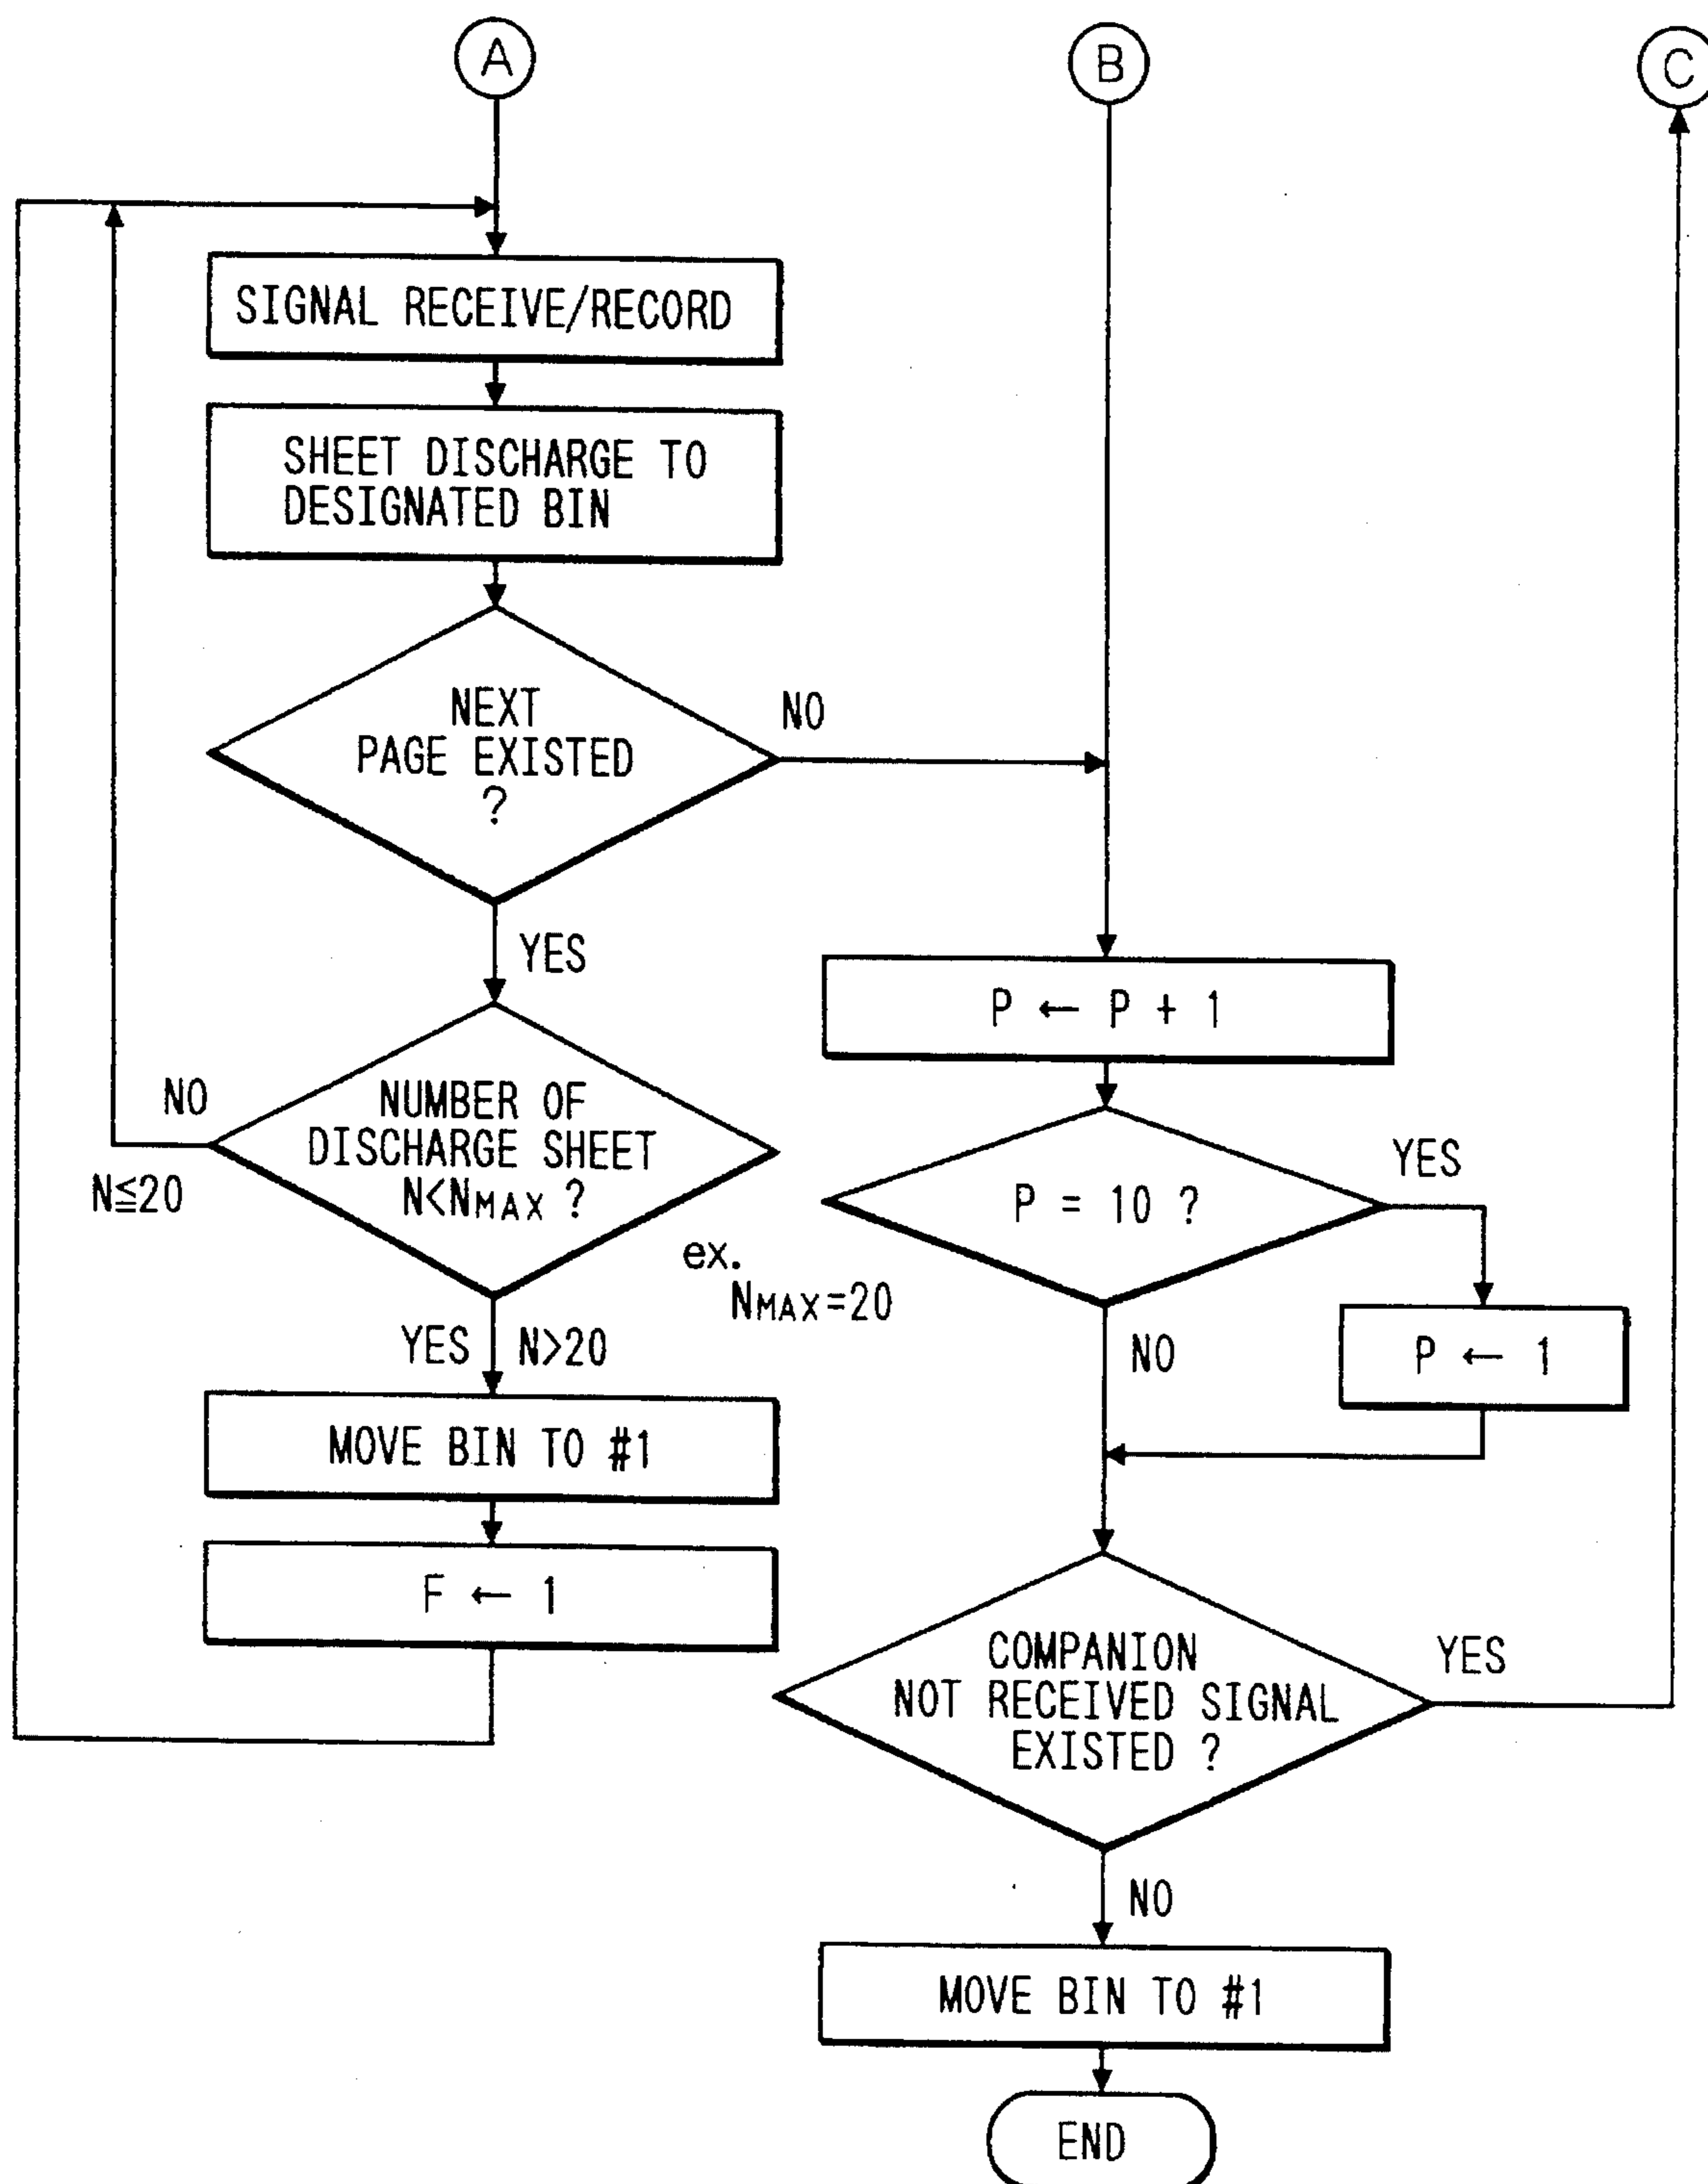 A
B
C
SIGNAL RECEIVE/RECORD
SHEET DISCHARGE TO
DESIGNATED BIN
NEXT
PAGE EXISTED
?
NO
YES
NUMBER OF
DISCHARGE SHEET
N<NMAX ?
NO
N≦20
ex.
NMAX=20
YES N>20
MOVE BIN TO #1
F ← 1
P ← P + 1
P = 10 ?
YES
P ← 1
NO
COMPANION
NOT RECEIVED SIGNAL
EXISTED ?
YES
NO
MOVE BIN TO #1
END